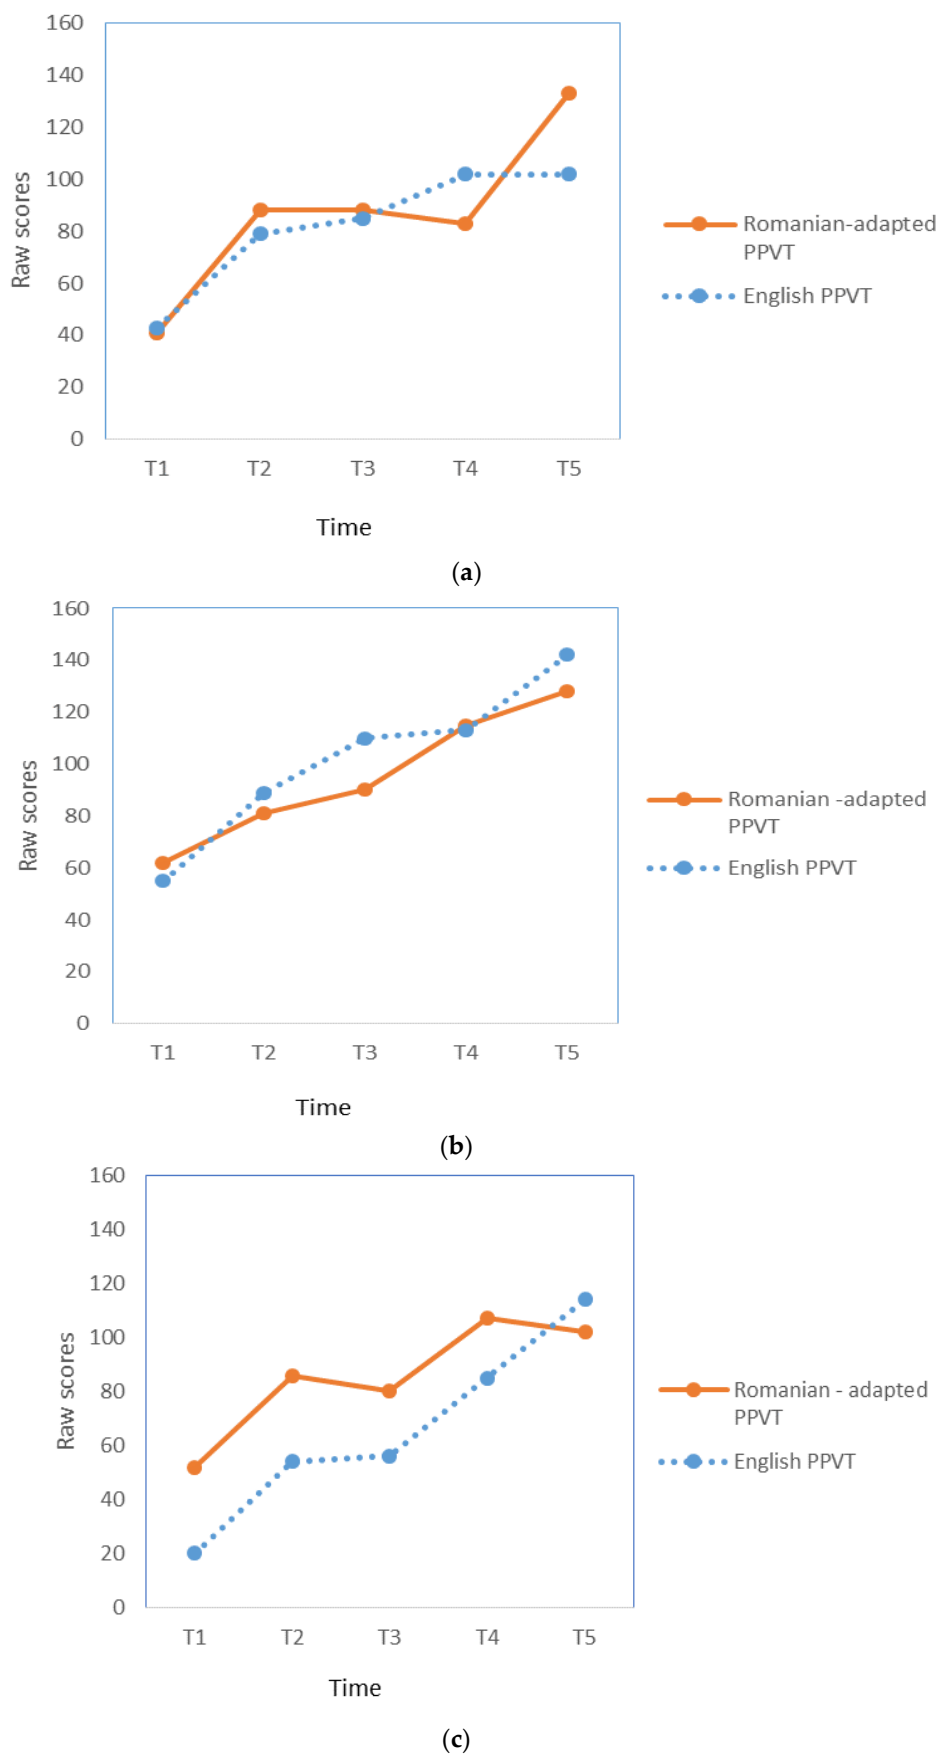 160
140
120
100
80
60
40
20
0
Raw scores
T1 T2 T3 T4 T5
Time
Romanian-adapted
PPVT
English PPVT
(a)
160
140
120
100
80
60
40
20
0
Raw scores
T1 T2 T3 T4 T5
Time
Romanian -adapted
PPVT
English PPVT
(b)
160
140
120
100
80
60
40
20
0
Raw scores
T1 T2 T3 T4 T5
Time
Romanian - adapted
PPVT
English PPVT
(c)